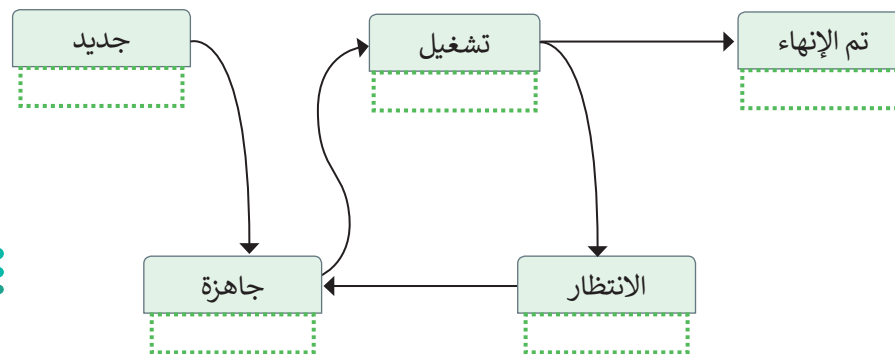 جديد
تشغيل
تم الإنهاء
جاهزة
الانتظار